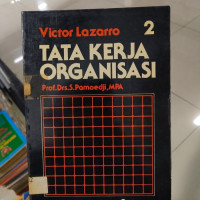 Victor Lazarro
2
TATA KERJA
ORGANISASI
Prof.Drs.S.Pamoedji,MPA